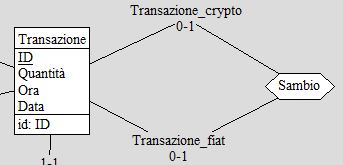 Transazione_crypto
0-1
Transazione
ID
Quantità
Ora
Data
id: ID
Sambio
Transazione_fiat
0-1
1-1